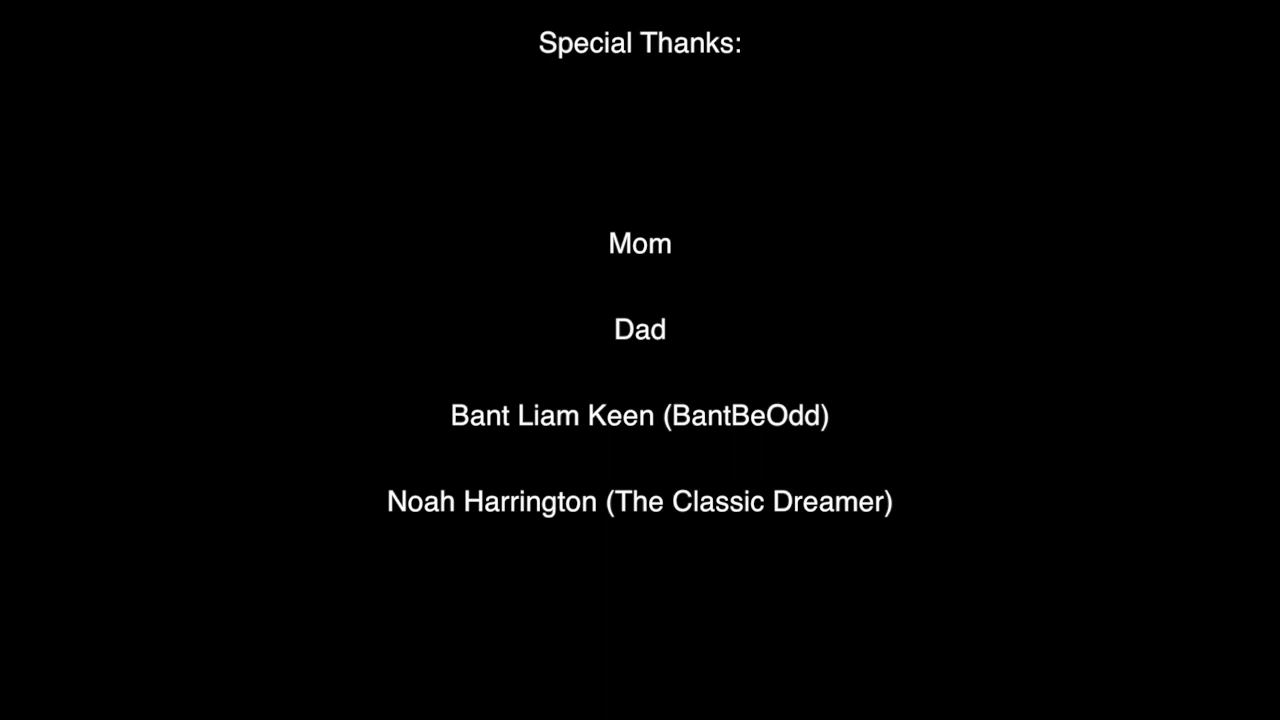 Special Thanks:
Mom
Dad
Bant Liam Keen (BantBeOdd)
Noah Harrington (The Classic Dreamer)